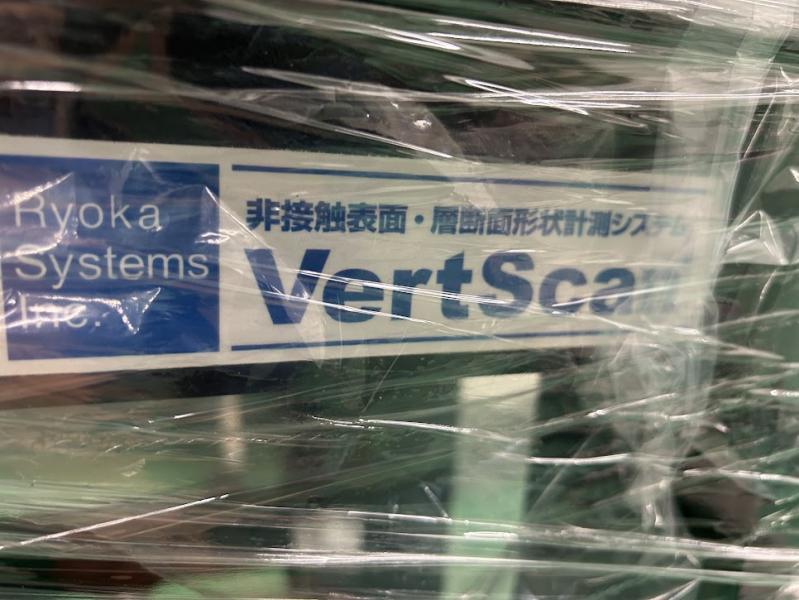 Ryoka
Systems
Inc.
非接触表面・層断面形状計測システム
VertScan